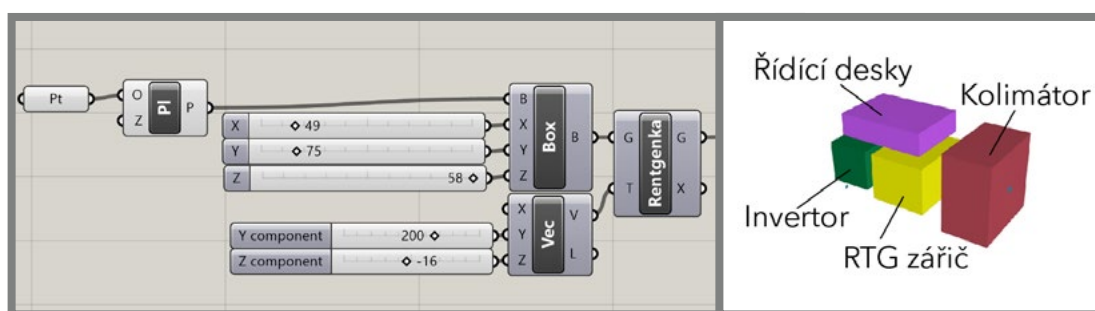 Pt
O
Z
Pl
P
X 49
Y 75
Z 58
B
X
Y
Z
Box
B
Y component 200
Z component -16
X
Y
Z
Vec
V
L
G
T
Rentgenka
G
X
Řídící desky
Kolimátor
Invertor
RTG zářič